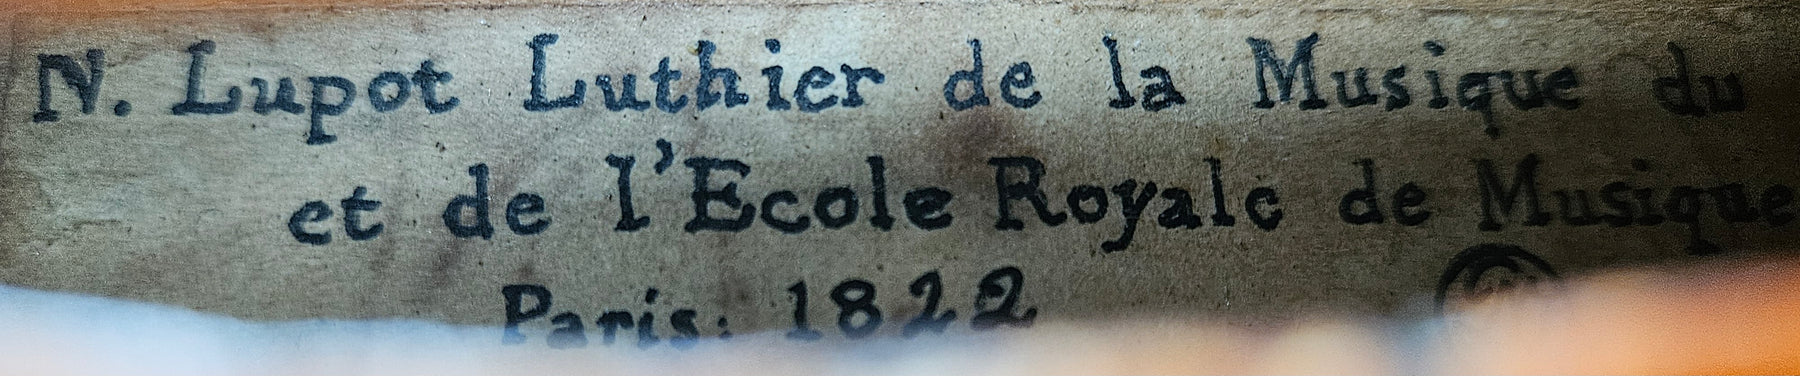 N. Lupot Luthier de la Musique du
et de l'Ecole Royale de Musique
Paris. 1822